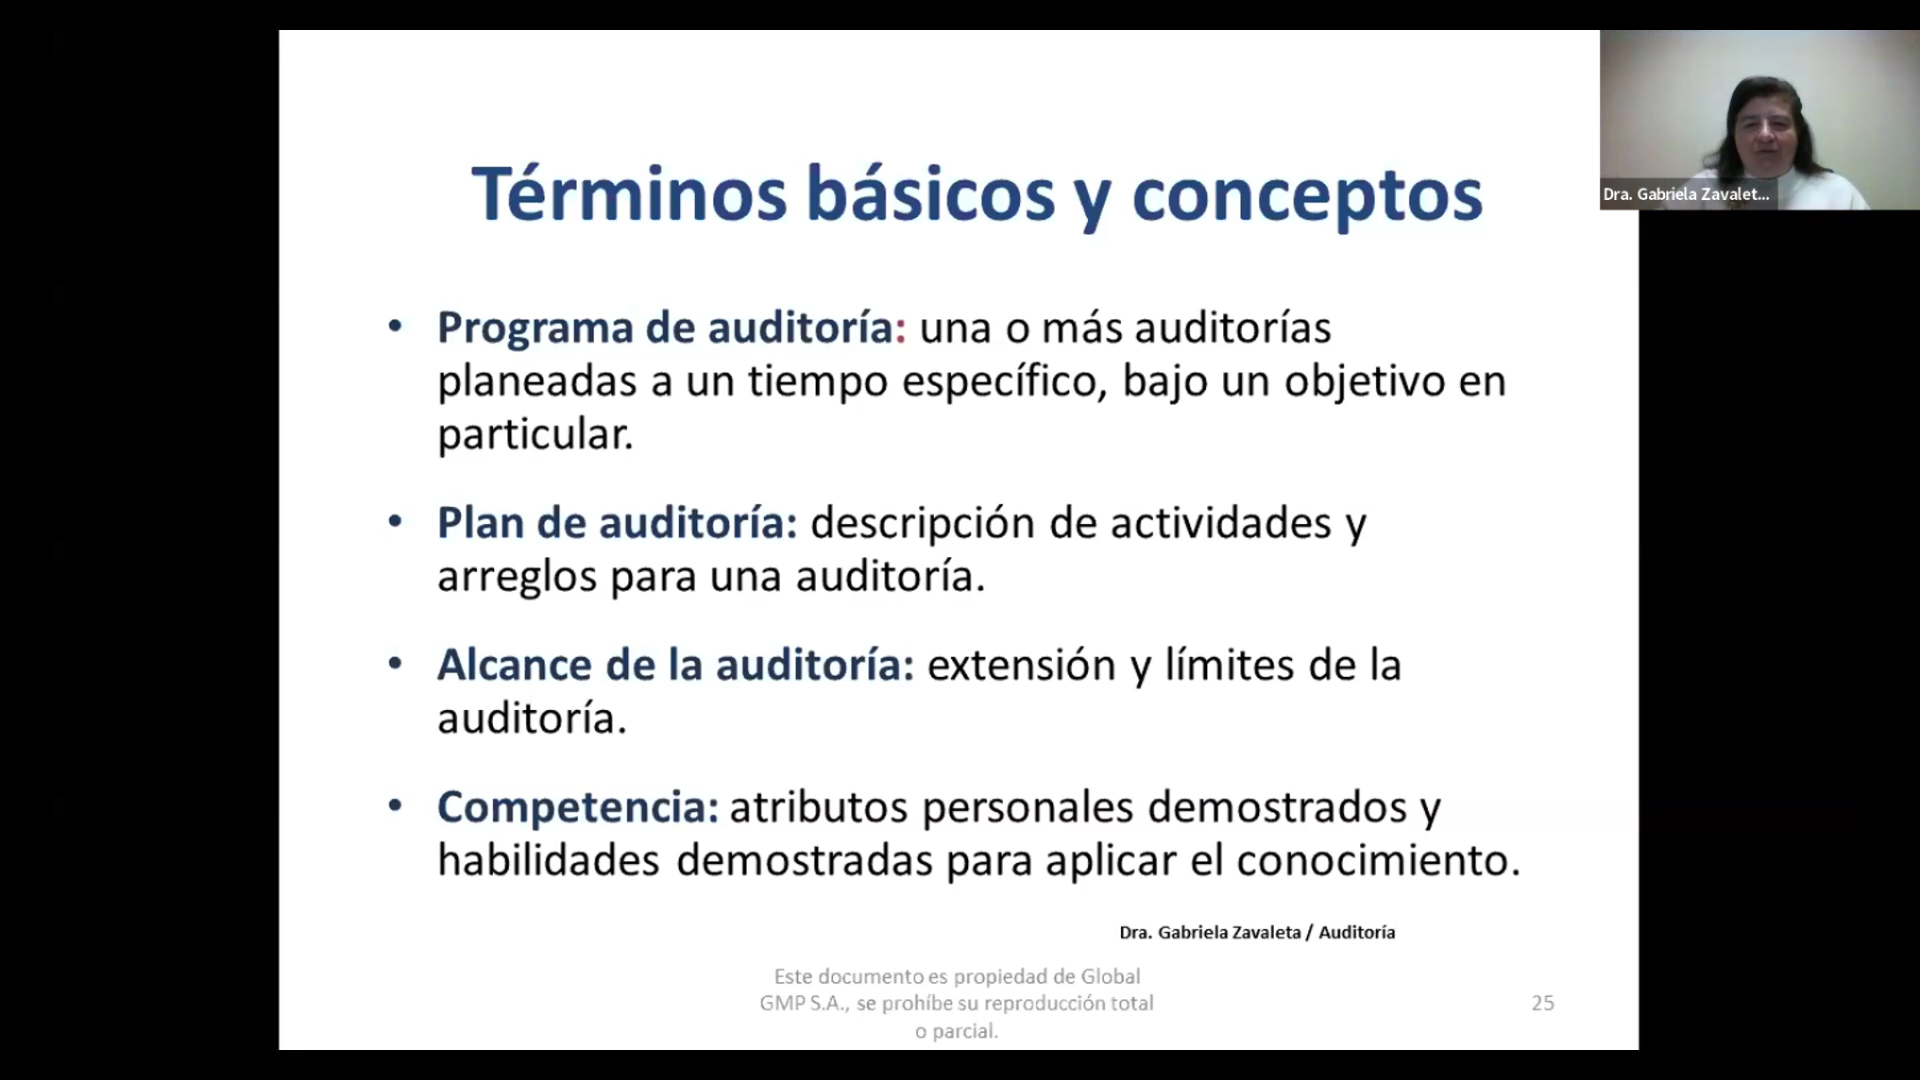 Términos básicos y conceptos
• Programa de auditoría: una o más auditorías
planeadas a un tiempo específico, bajo un objetivo en
particular.
• Plan de auditoría: descripción de actividades y
arreglos para una auditoría.
• Alcance de la auditoría: extensión y límites de la
auditoría.
• Competencia: atributos personales demostrados y
habilidades demostradas para aplicar el conocimiento.
Dra. Gabriela Zavaleta / Auditoría
Este documento es propiedad de Global
GMP S.A., se prohíbe su reproducción total
o parcial.
25
Dra. Gabriela Zavalet...